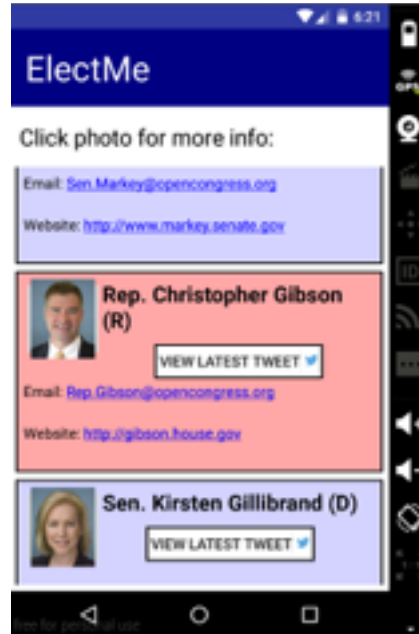 6:21
ElectMe
Click photo for more info:
Email: Sen.Markey@opencongress.org
Website: http://www.markey.senate.gov
Rep. Christopher Gibson
(R)
VIEW LATEST TWEET
Email: Rep.Gibson@opencongress.org
Website: http://gibson.house.gov
Sen. Kirsten Gillibrand (D)
VIEW LATEST TWEET
free for personal use
GPS
ID